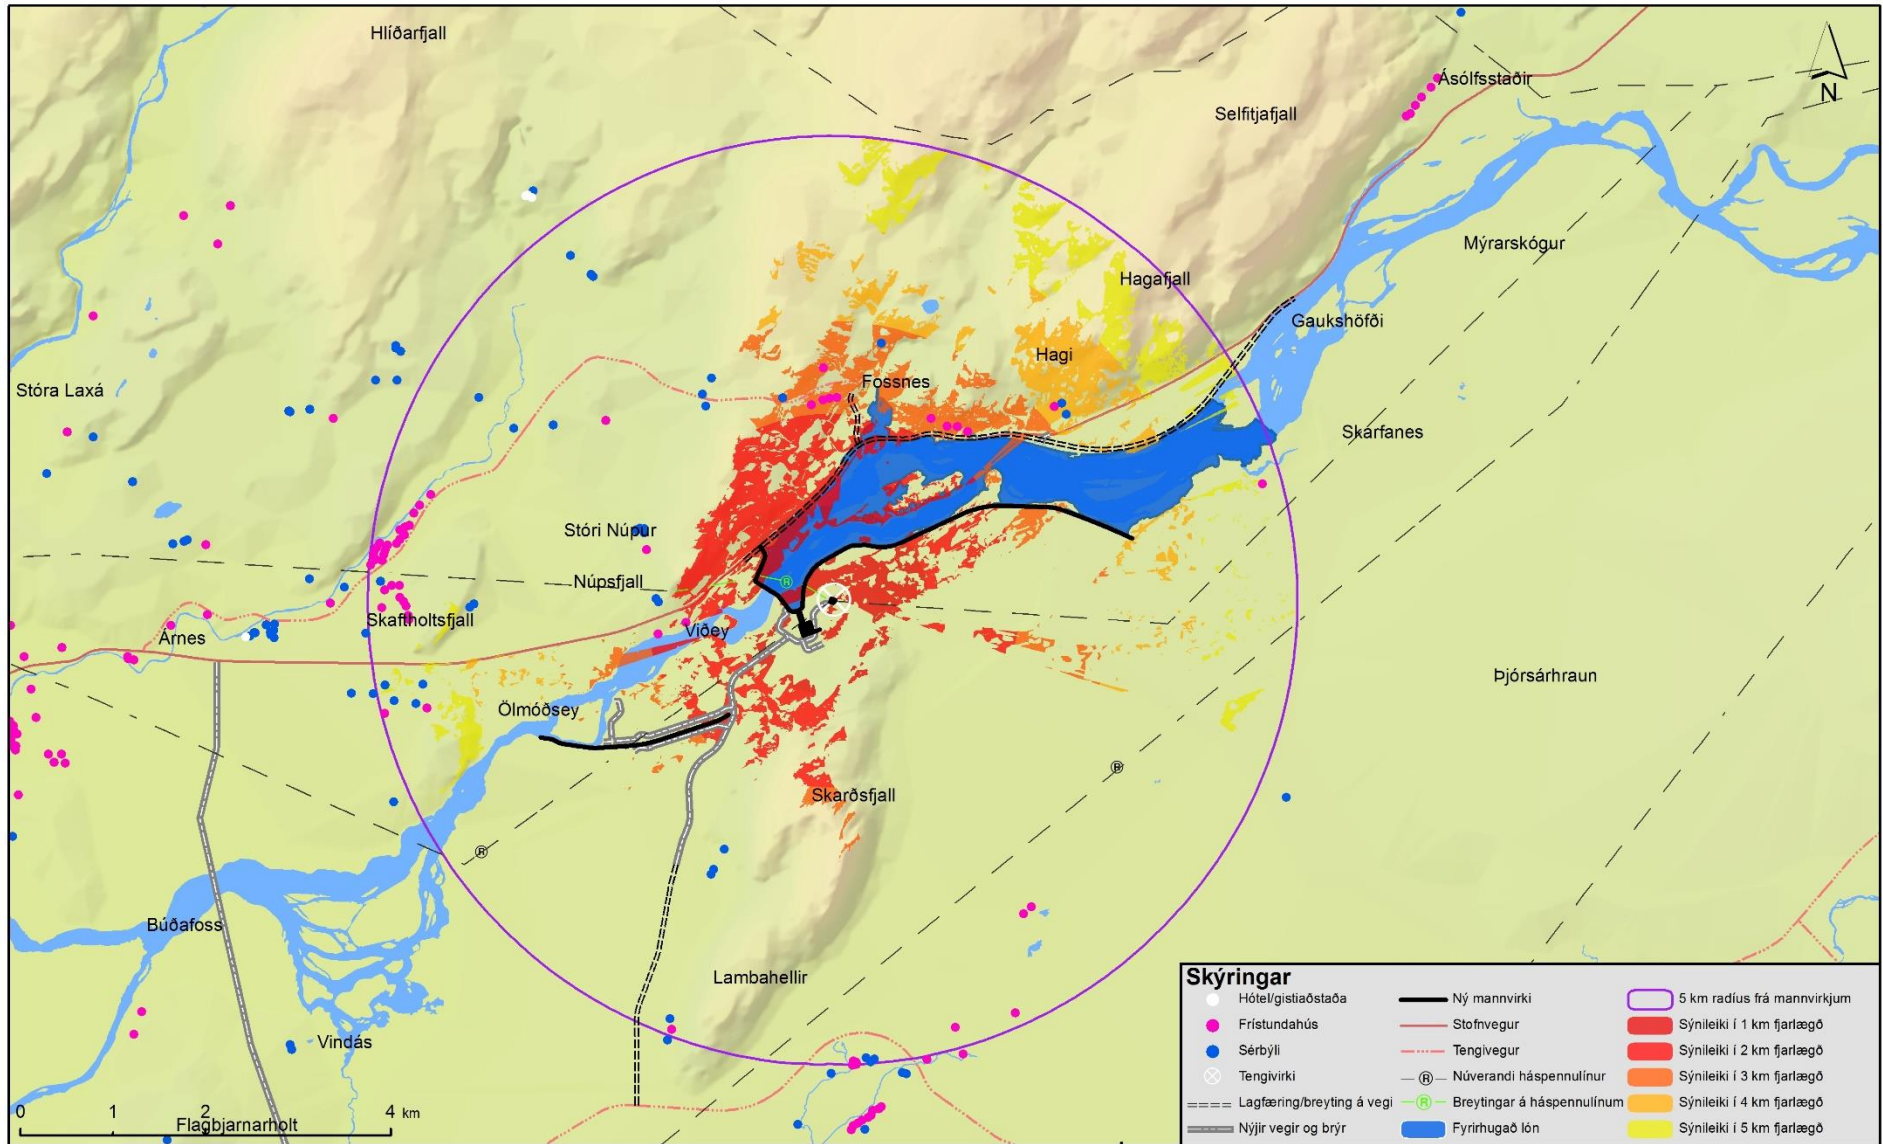 Hlíðarfjall
Ásólfsstaðir
N
Selfitjafjall
Mýrarskógur
Hagafjall
Gaukshöfði
Hagi
Fossnes
Stóra Laxá
Skarfanes
Stóri Núpur
Núpsfjall
R
Skaftholtsfjall
Viðey
Árnes
Þjórsárhraun
Ölmóðsey
R
Skarðsfjall
R
Búðafoss
Lambahellir
Vindás
0 1 2 4 km
Flagbjarnarholt
Skýringar
Hótel/gistiaðstaða
Frístundahús
Sérbýli
Tengivirki
Lagfæring/breyting á vegi
Nýjir vegir og brýr
Ný mannvirki
Stofnvegur
Tengivegur
R Núverandi háspennulínur
R Breytingar á háspennulínum
Fyrirhugað lón
5 km radíus frá mannvirkjum
Sýnileiki í 1 km fjarlægð
Sýnileiki í 2 km fjarlægð
Sýnileiki í 3 km fjarlægð
Sýnileiki í 4 km fjarlægð
Sýnileiki í 5 km fjarlægð